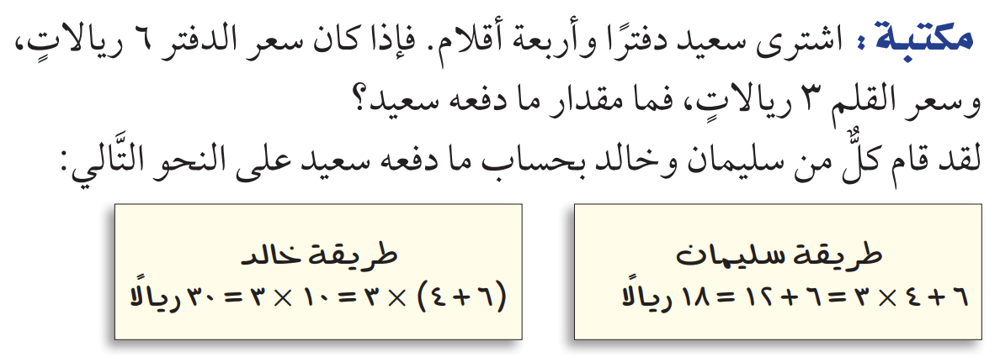 مكتبة : اشترى سعيد دفترًا وأربعة أقلام. فإذا كان سعر الدفتر ٦ ريالاتٍ،
وسعر القلم ٣ ريالاتٍ، فما مقدار ما دفعه سعيد؟
لقد قام كلٌّ من سليمان وخالد بحساب ما دفعه سعيد على النحو التَّالي:
طريقة سليمان
٦ + ٤ × ٣ = ٦ + ١٢ = ١٨ ريالًا
طريقة خالد
(٦ + ٤) × ٣ = ١٠ × ٣ = ٣٠ ريالًا